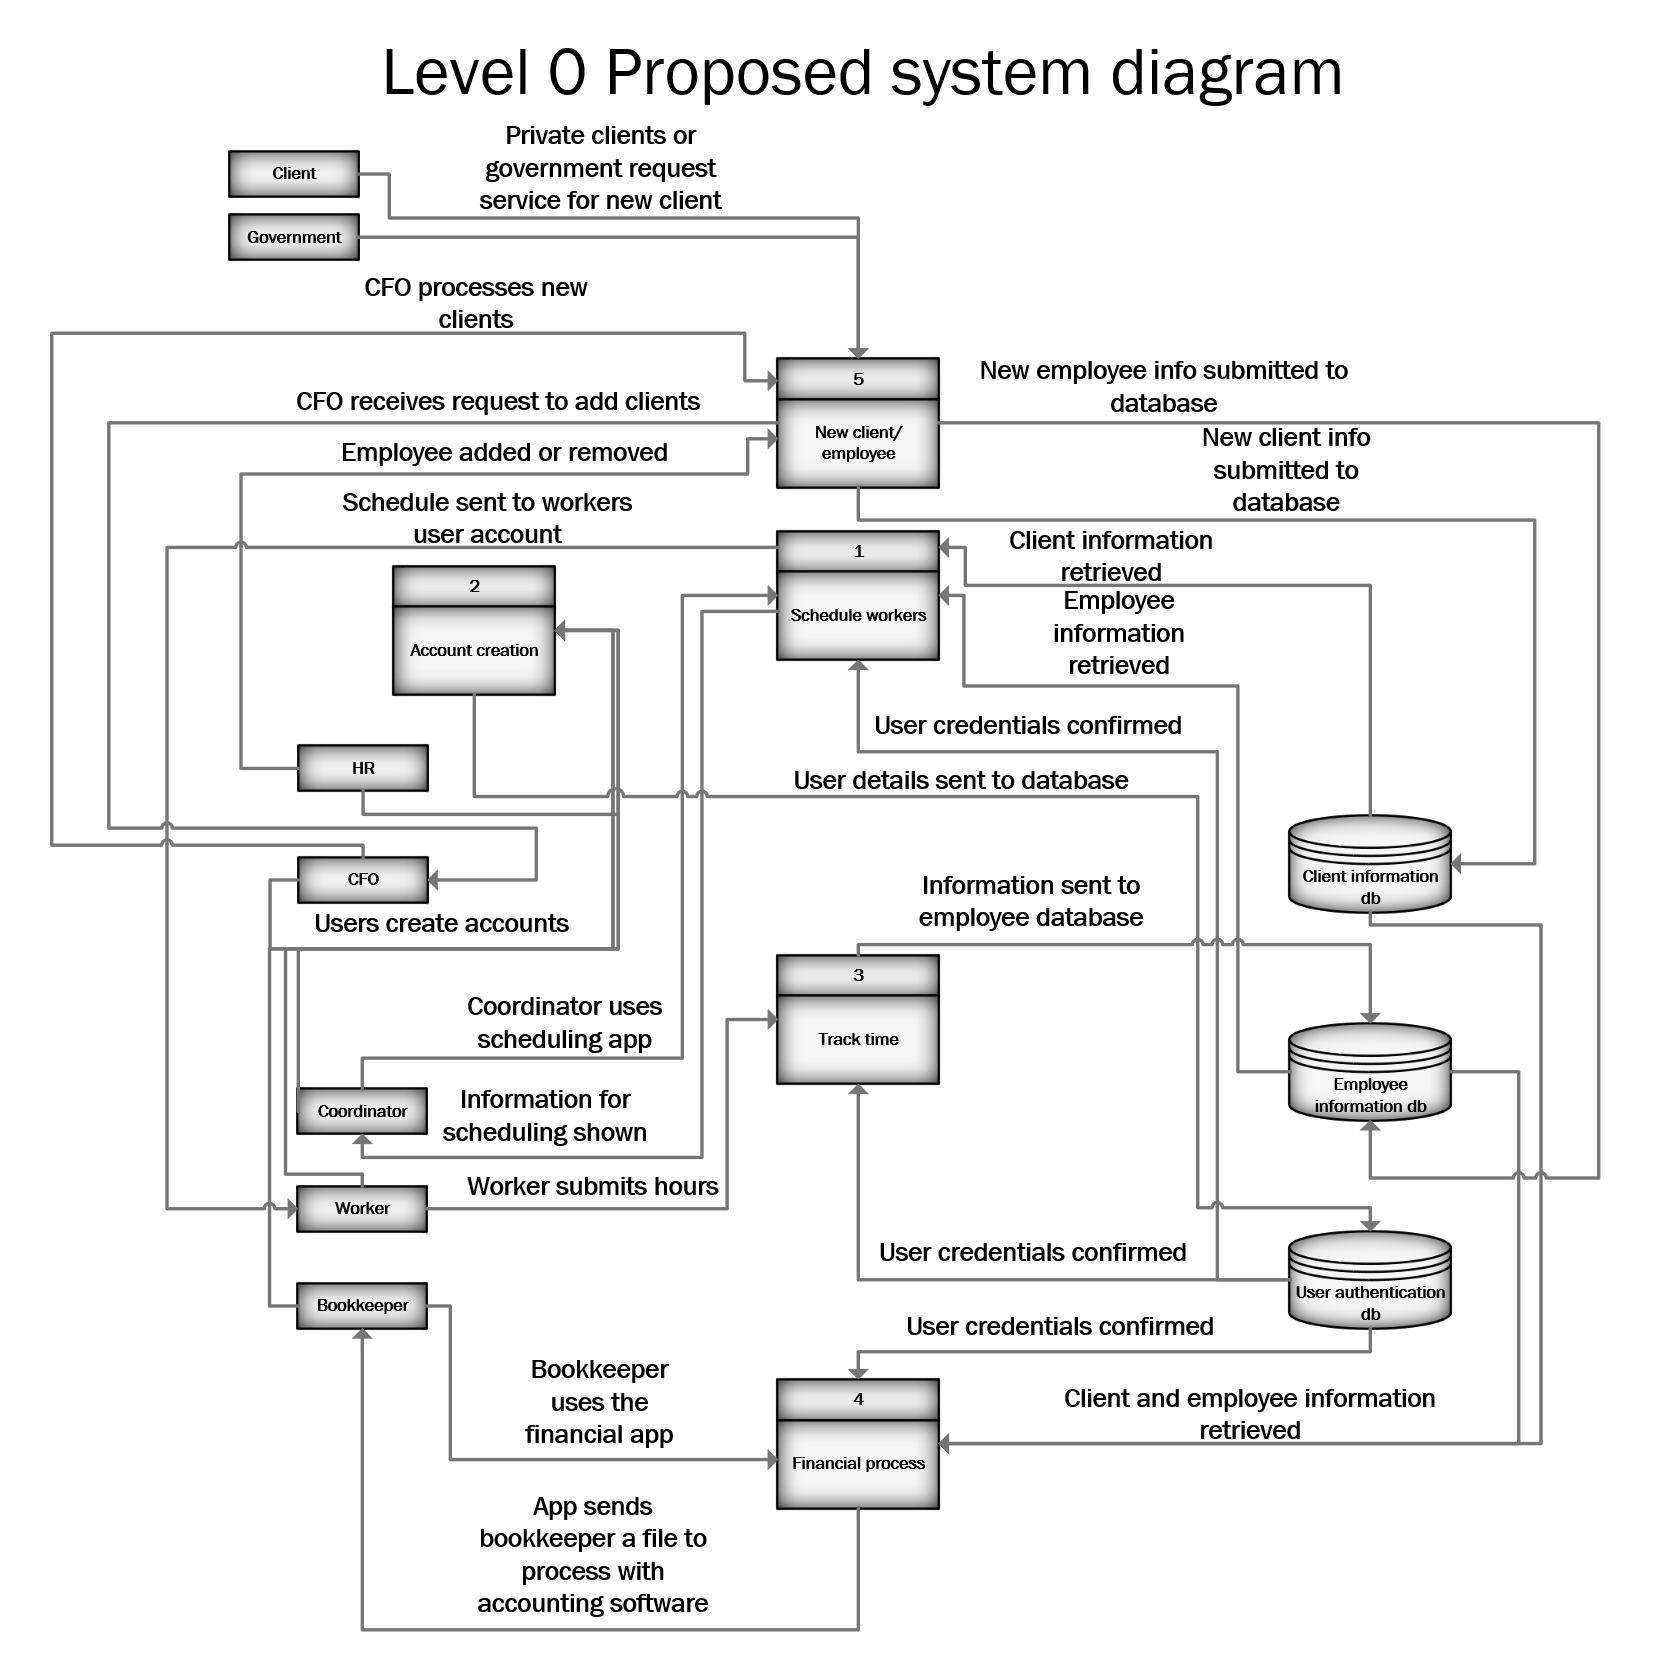 Level 0 Proposed system diagram
Private clients or
government request
service for new client
Client
Government
CFO processes new
clients
5
New client/
employee
New employee info submitted to
database
CFO receives request to add clients
New client info
submitted to
database
Employee added or removed
Schedule sent to workers
user account
1
Schedule workers
Client information
retrieved
2
Account creation
Employee
information
retrieved
User credentials confirmed
HR
User details sent to database
CFO
Client information
db
Users create accounts
Information sent to
employee database
3
Track time
Coordinator uses
scheduling app
Employee
information db
Coordinator
Information for
scheduling shown
Worker submits hours
Worker
User credentials confirmed
User authentication
db
Bookkeeper
User credentials confirmed
Bookkeeper
uses the
financial app
4
Financial process
Client and employee information
retrieved
App sends
bookkeeper a file to
process with
accounting software